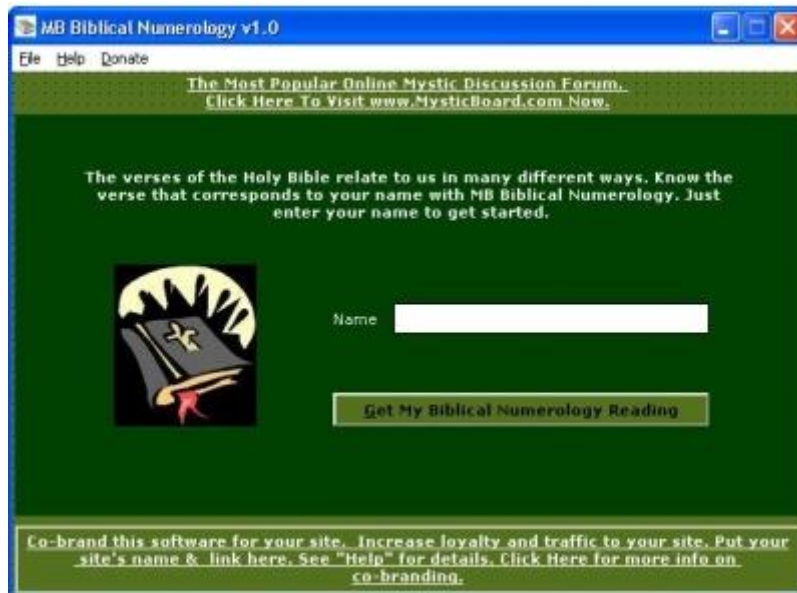 MB Biblical Numerology v1.0
File Help Donate
The Most Popular Online Mystic Discussion Forum.
Click Here To Visit www.MysticBoard.com Now.
The verses of the Holy Bible relate to us in many different ways. Know the
verse that corresponds to your name with MB Biblical Numerology. Just
enter your name to get started.
Name
Get My Biblical Numerology Reading
Co-brand this software for your site. Increase loyalty and traffic to your site. Put your
site's name & link here. See "Help" for details. Click Here for more info on
co-branding.